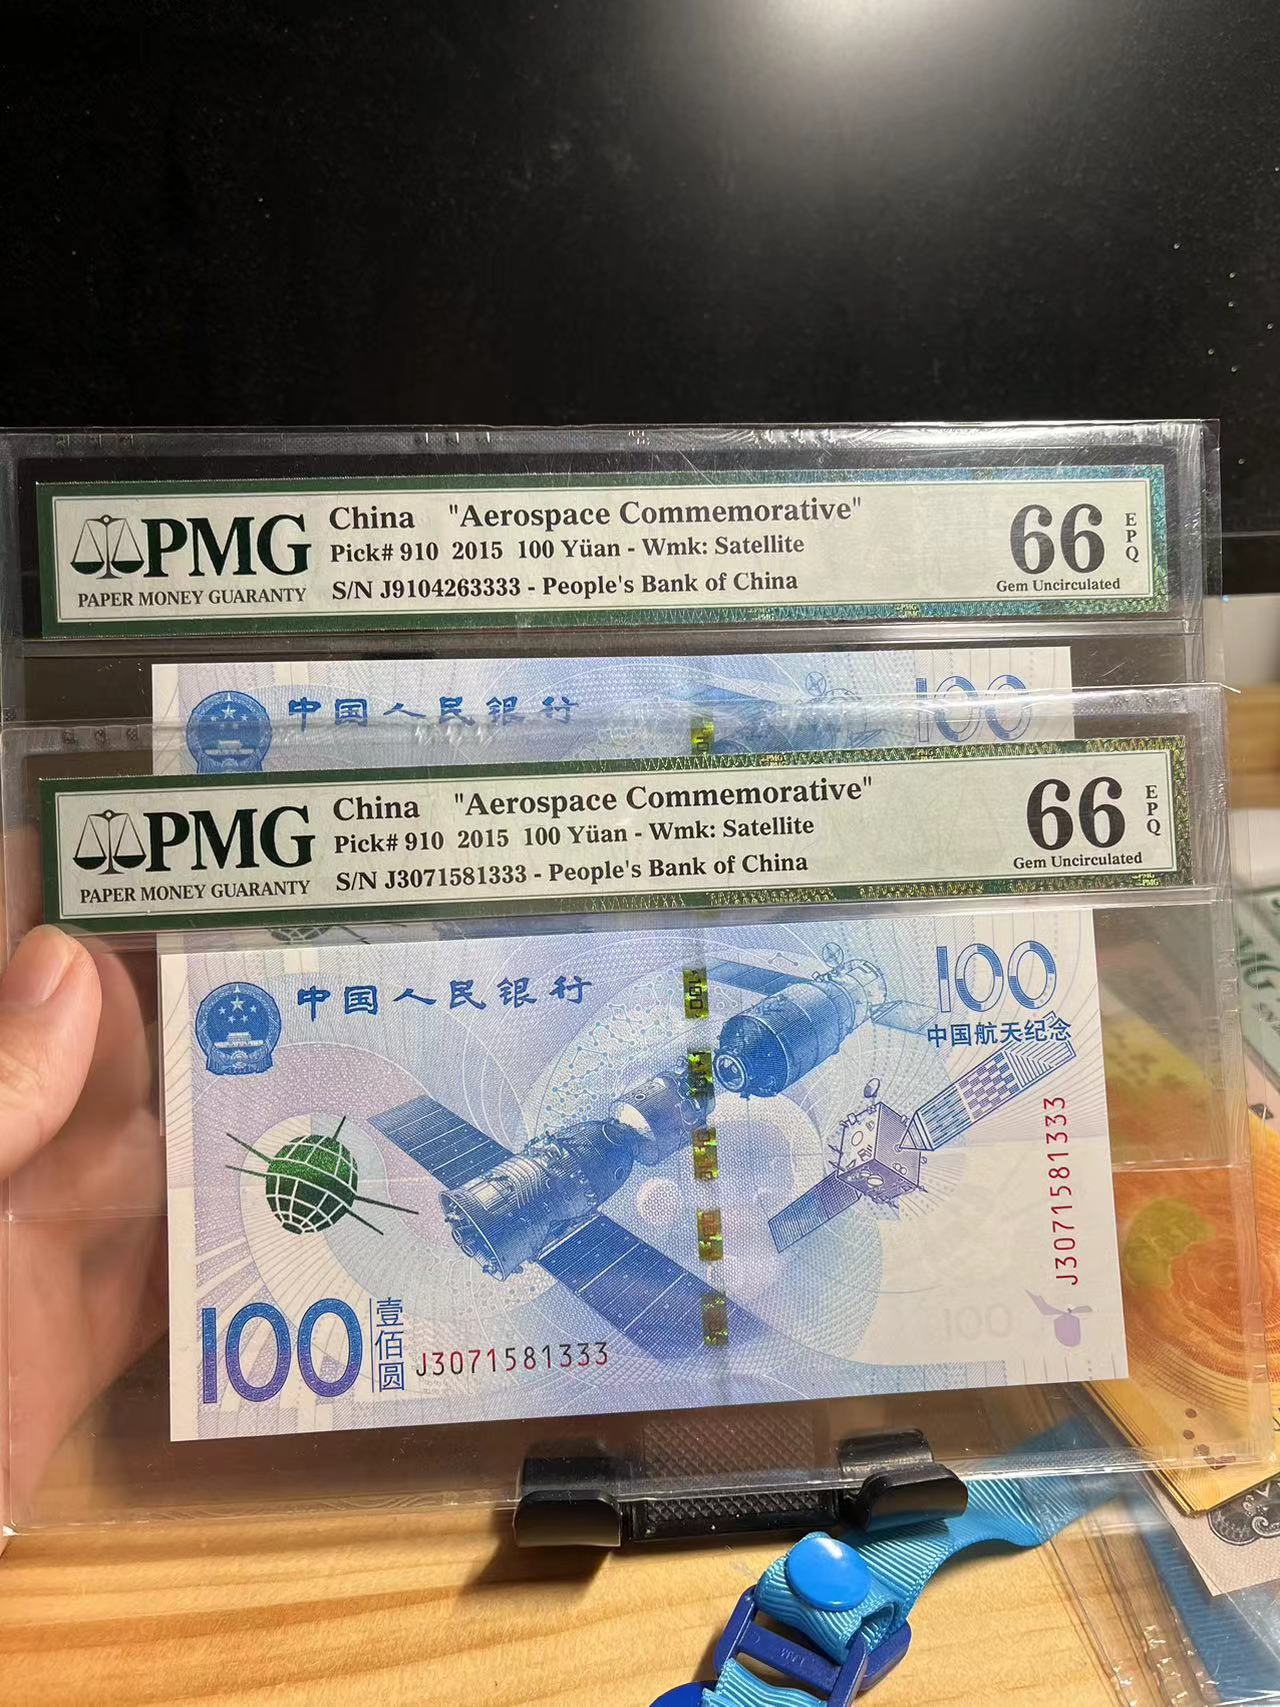 PMG
PAPER MONEY GUARANTY
China "Aerospace Commemorative"
Pick# 910 2015 100 Yüan - Wmk: Satellite
S/N J9104263333 - People's Bank of China
66
EPQ
Gem Uncirculated
中国人民银行
100
PMG
PAPER MONEY GUARANTY
China "Aerospace Commemorative"
Pick# 910 2015 100 Yüan - Wmk: Satellite
S/N J3071581333 - People's Bank of China
66
EPQ
Gem Uncirculated
中国人民银行
100
中国航天纪念
J3071581333
100
壹佰圆
J3071581333